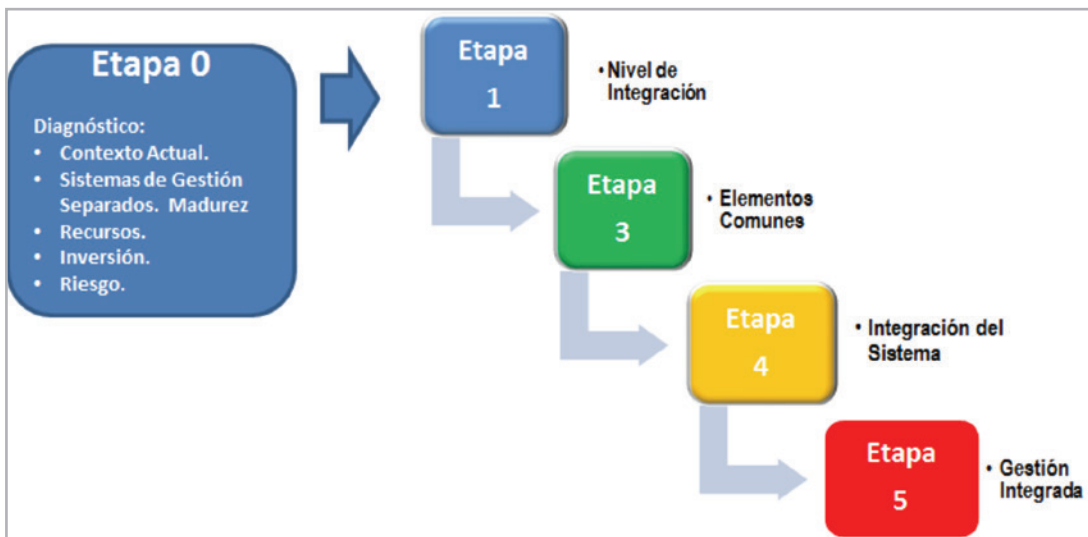 Etapa 0
Diagnóstico:
• Contexto Actual.
• Sistemas de Gestión
Separados. Madurez
• Recursos.
• Inversión.
• Riesgo.
Etapa
1
• Nivel de
Integración
Etapa
3
• Elementos
Comunes
Etapa
4
• Integración del
Sistema
Etapa
5
• Gestión
Integrada